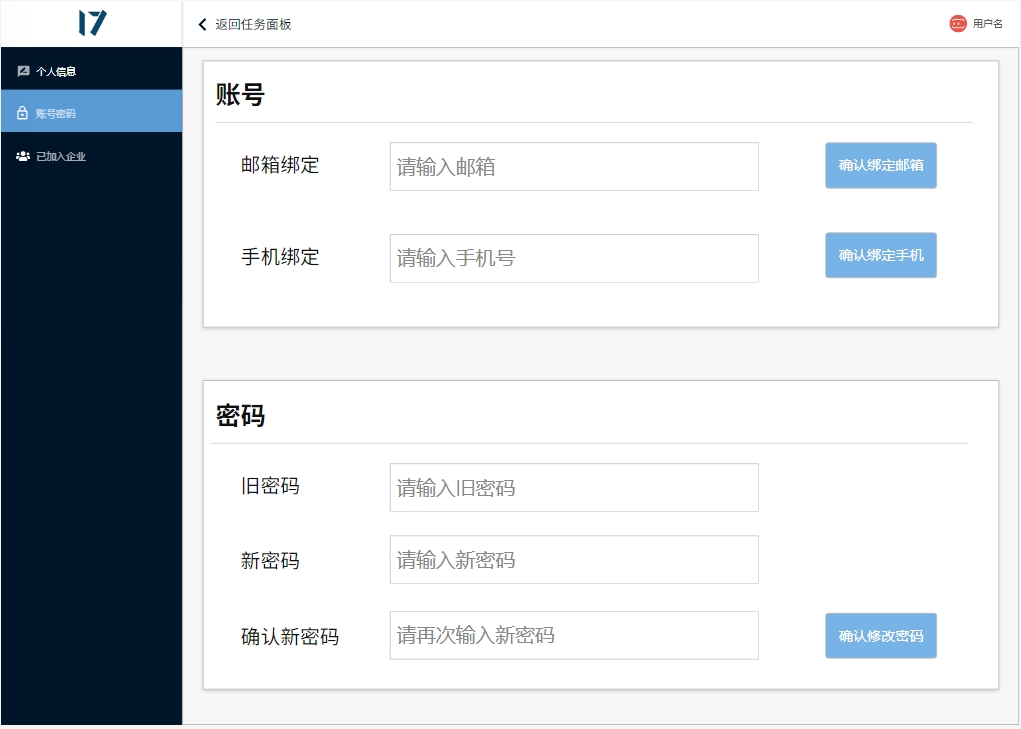 17
返回任务面板
用户名
个人信息
账号密码
已加入企业
账号
邮箱绑定
请输入邮箱
确认绑定邮箱
手机绑定
请输入手机号
确认绑定手机
密码
旧密码
请输入旧密码
新密码
请输入新密码
确认新密码
请再次输入新密码
确认修改密码